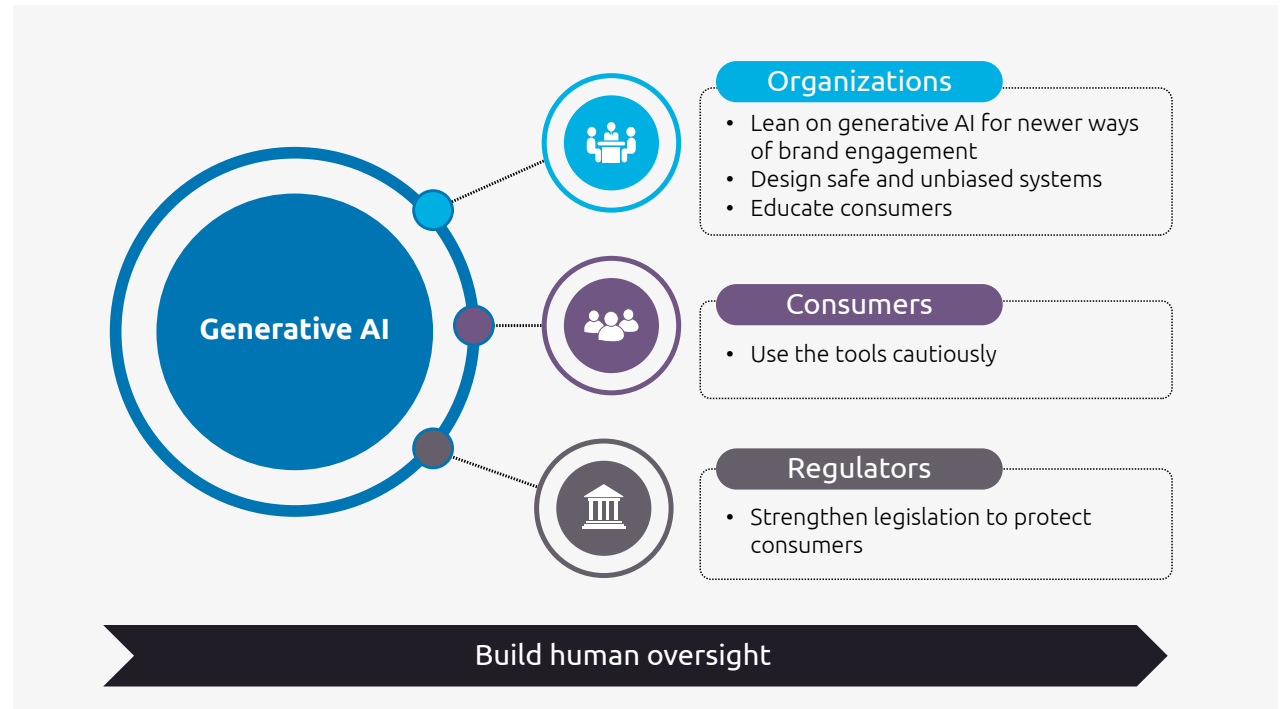 Organizations
• Lean on generative AI for newer ways
of brand engagement
• Design safe and unbiased systems
• Educate consumers
Generative AI
Consumers
• Use the tools cautiously
Regulators
• Strengthen legislation to protect
consumers
Build human oversight